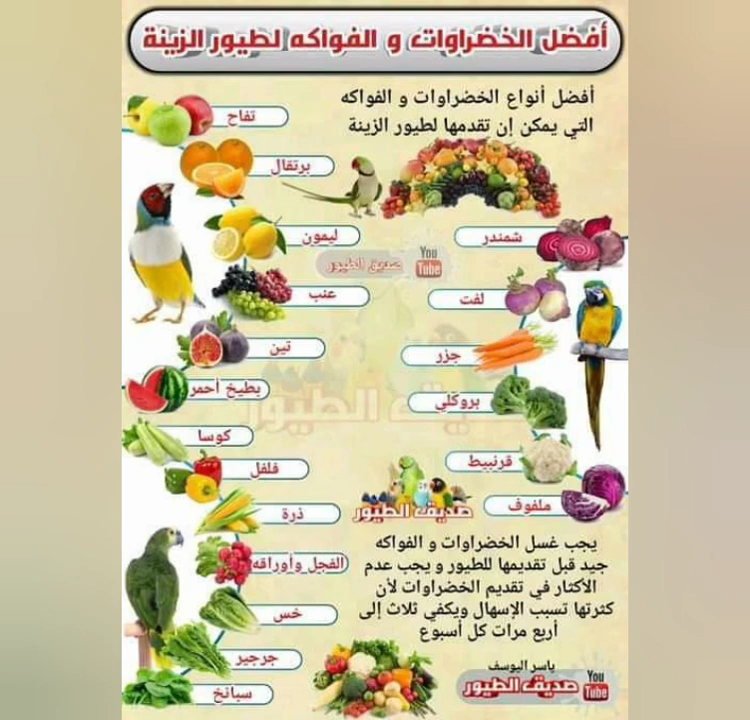 أفضل الخضراوات و الفواكه لطيور الزينة
أفضل أنواع الخضراوات و الفواكه
التي يمكن إن تقدمها لطيور الزينة
تفاح
برتقال
ليمون
عنب
تين
بطيخ أحمر
كوسا
فلفل
ذرة
الفجل وأوراقه
خس
جرجير
سبانخ
شمندر
لفت
جزر
بروكلي
قرنبيط
ملفوف
صديق الطيور
You
Tube
صديق الطيور
صديق الطيور
يجب غسل الخضراوات و الفواكه
جيد قبل تقديمها للطيور و يجب عدم
الأكثار في تقديم الخضراوات لأن
كثرتها تسبب الإسهال ويكفي ثلاث إلى
أربع مرات كل أسبوع
ياسر اليوسف
صديق الطيور
You
Tube